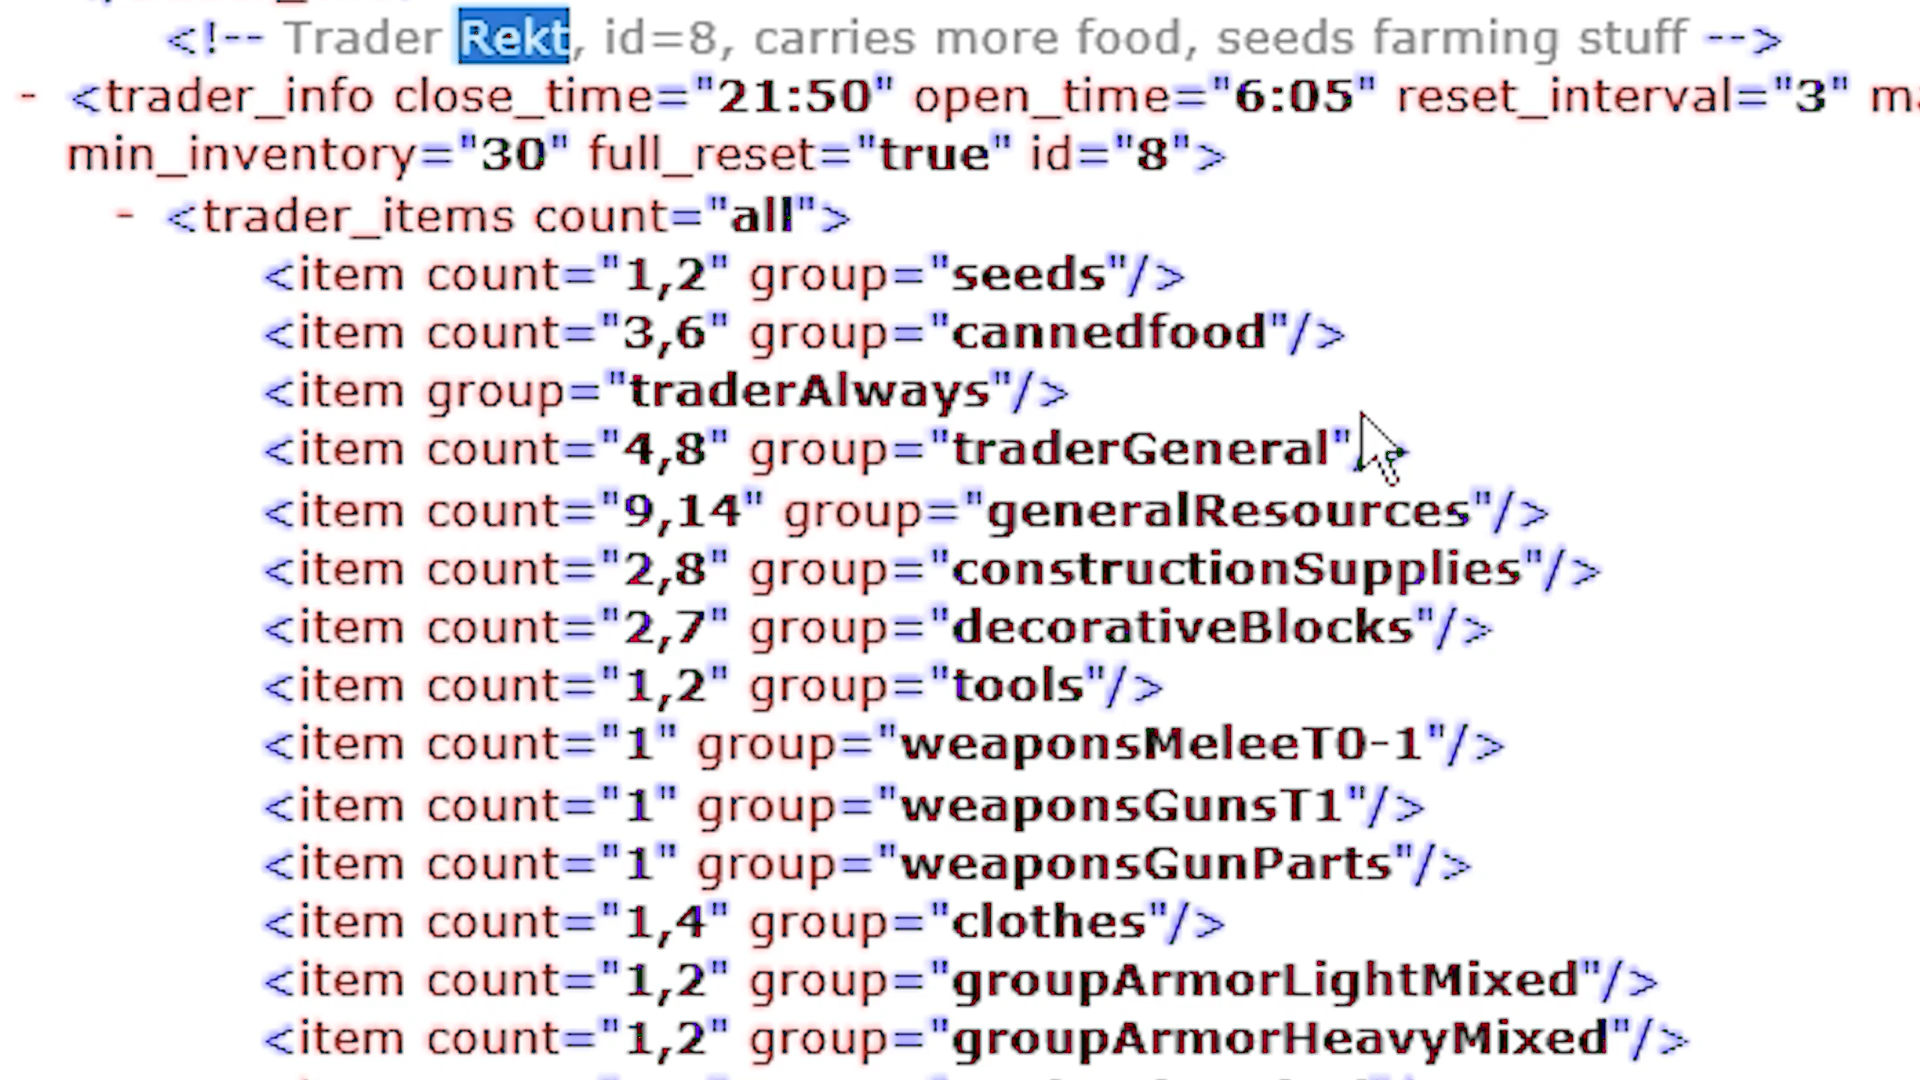 <!-- Trader Rekt, id=8, carries more food, seeds farming stuff -->
- <trader_info close_time="21:50" open_time="6:05" reset_interval="3"
min_inventory="30" full_reset="true" id="8">
- <trader_items count="all">
<item count="1,2" group="seeds"/>
<item count="3,6" group="cannedfood"/>
<item group="traderAlways"/>
<item count="4,8" group="traderGeneral"/>
<item count="9,14" group="generalResources"/>
<item count="2,8" group="constructionSupplies"/>
<item count="2,7" group="decorativeBlocks"/>
<item count="1,2" group="tools"/>
<item count="1" group="weaponsMeleeT0-1"/>
<item count="1" group="weaponsGunsT1"/>
<item count="1" group="weaponsGunParts"/>
<item count="1,4" group="clothes"/>
<item count="1,2" group="groupArmorLightMixed"/>
<item count="1,2" group="groupArmorHeavyMixed"/>